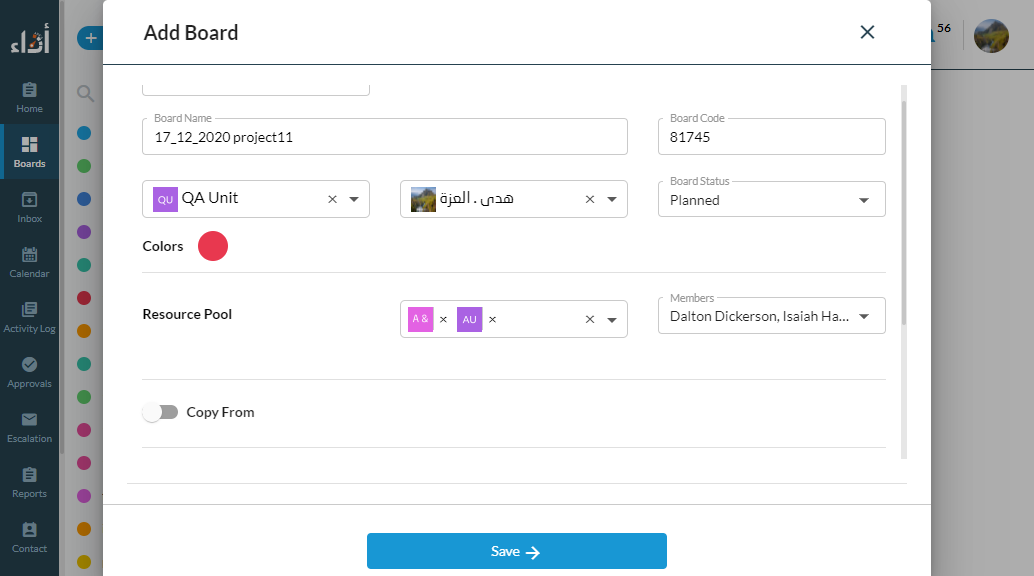 أداء
Home
Boards
Inbox
Calendar
Activity Log
Approvals
Escalation
Reports
Contact
56
Add Board
Board Name
17_12_2020 project11
Board Code
81745
QU QA Unit
هدى . العزة
Board Status
Planned
Colors
Resource Pool
A & × AU ×
Members
Dalton Dickerson, Isaiah Ha...
Copy From
Save